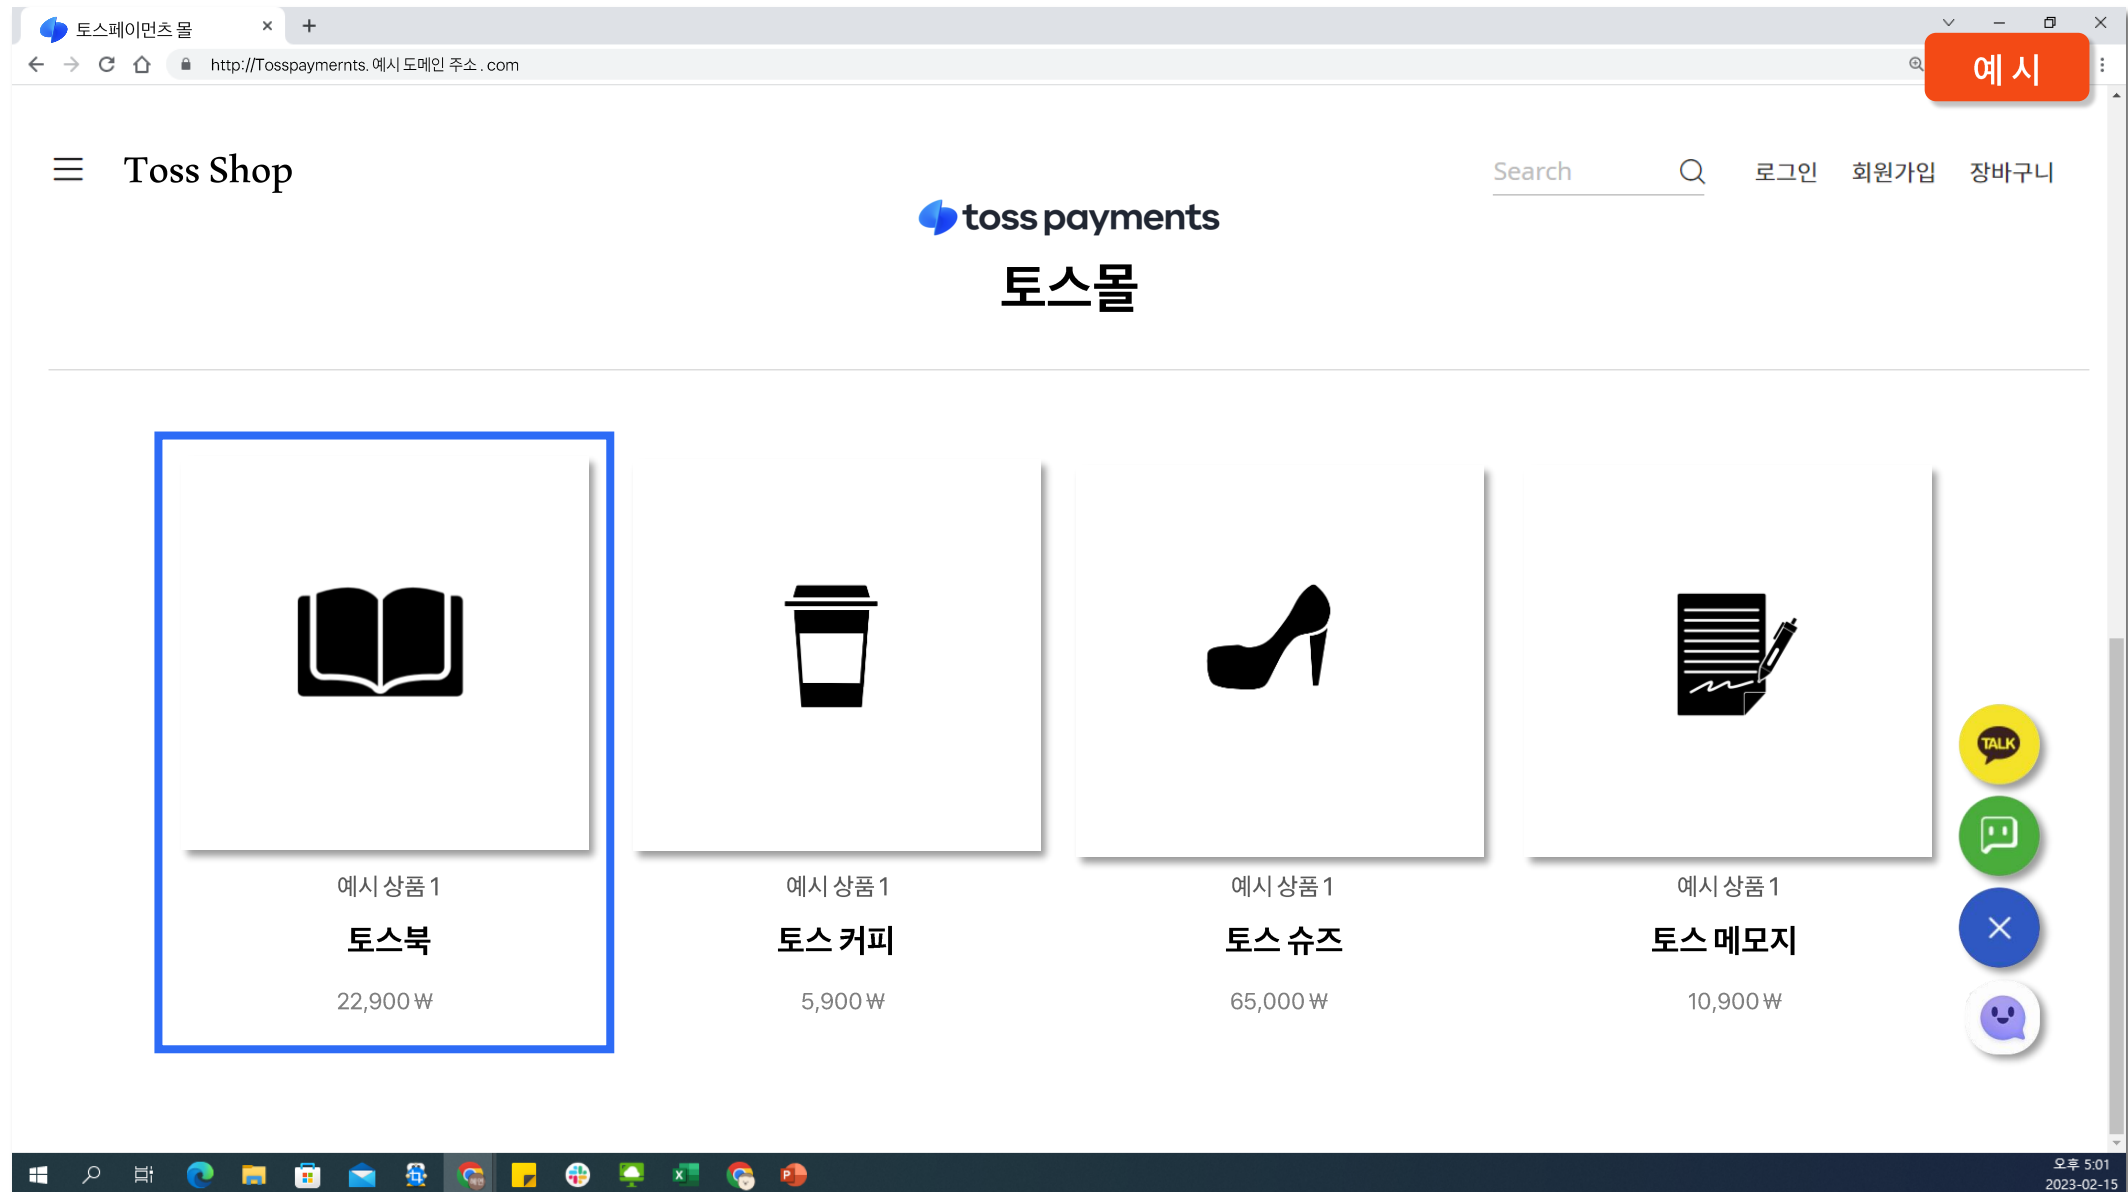 토스페이먼츠 몰
http://Tosspaymernts. 예시 도메인 주소 . com
예 시
Toss Shop
Search
로그인 회원가입 장바구니
toss payments
토스몰
예시 상품 1
토스북
22,900 ₩
예시 상품 1
토스 커피
5,900 ₩
예시 상품 1
토스 슈즈
65,000 ₩
예시 상품 1
토스 메모지
10,900 ₩
TALK
오후 5:01
2023-02-15